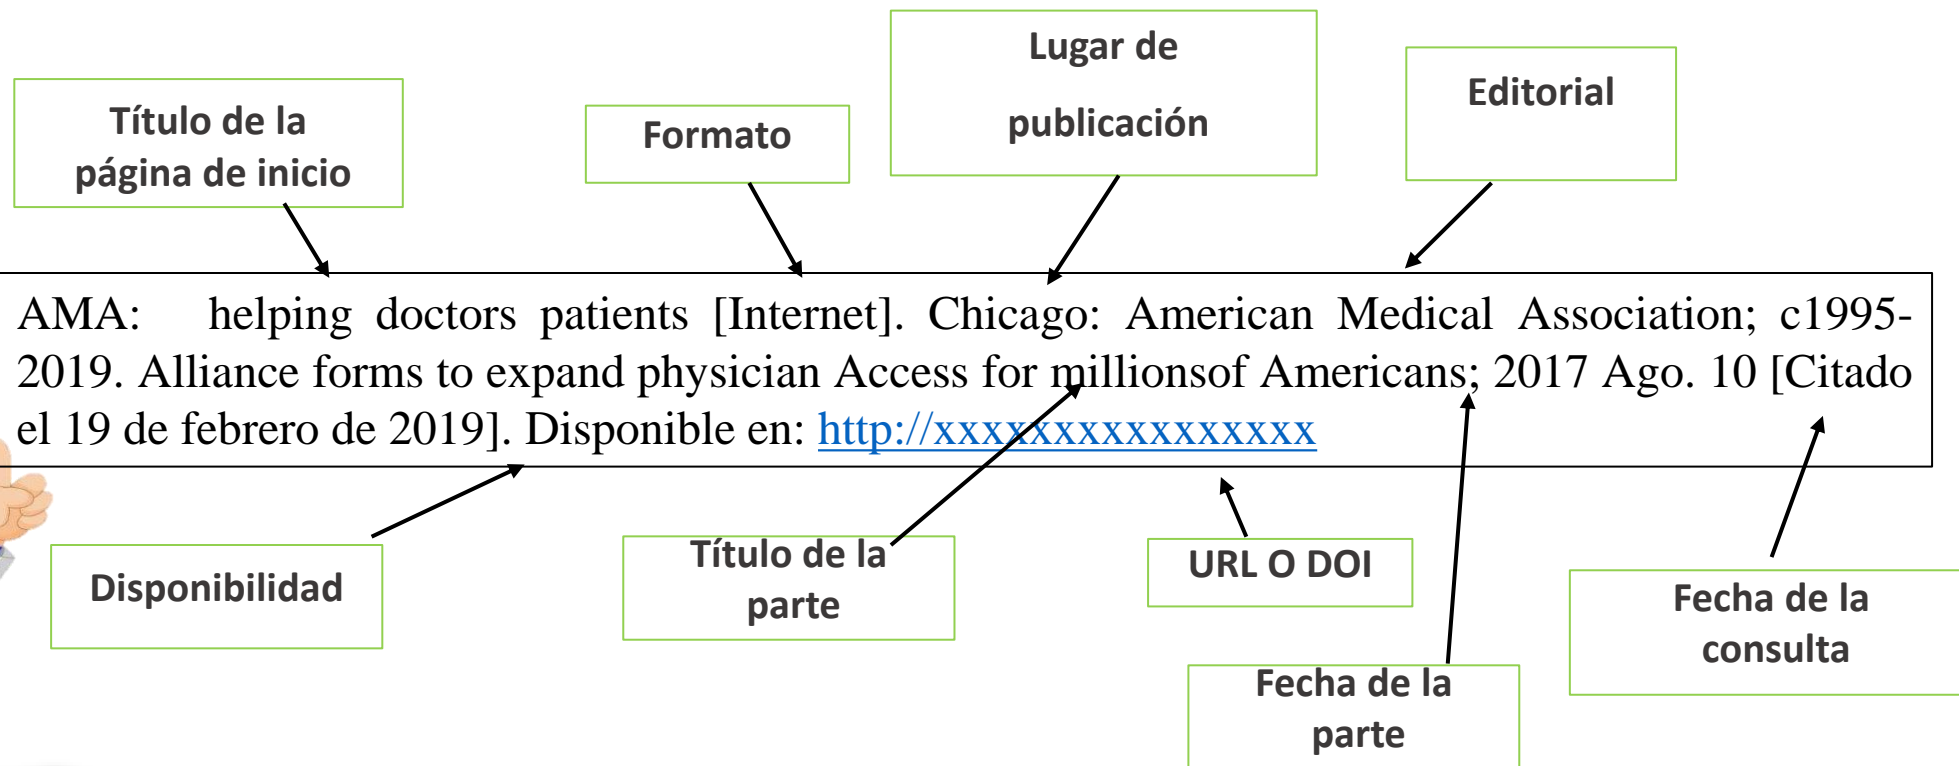 Título de la
página de inicio
Formato
Lugar de
publicación
Editorial
AMA: helping doctors patients [Internet]. Chicago: American Medical Association; c1995-
2019. Alliance forms to expand physician Access for millionsof Americans; 2017 Ago. 10 [Citado
el 19 de febrero de 2019]. Disponible en: http://xxxxxxxxxxxxxxxx
Disponibilidad
Título de la
parte
URL O DOI
Fecha de la
parte
Fecha de la
consulta